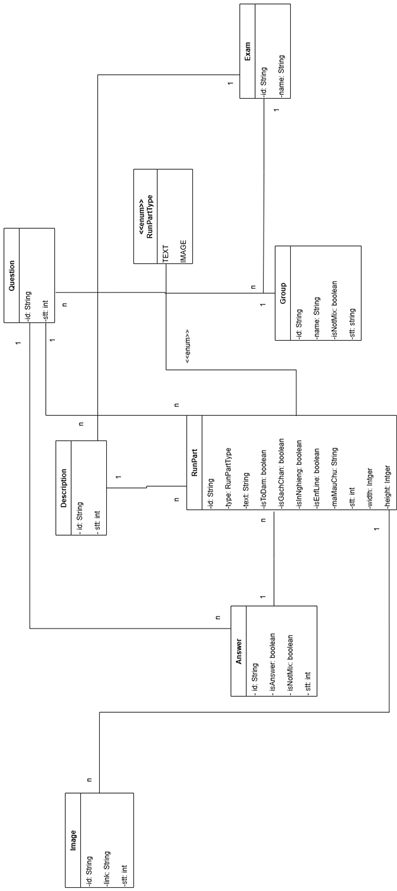 Image
-id: String
-link: String
-stt: int
Description
- id: String
- stt: int
Question
-id: String
-stt: int
1
1
n
n
n
1
n
<<enum>>
RunPartType
TEXT
IMAGE
<<enum>>
n
n
RunPart
-id: String
-type: RunPartType
-text: String
-isToDam: boolean
-isGachChan: boolean
-isInNghieng: boolean
-isEnfLine: boolean
-maMauChu: String
-stt: int
-width: Intger
-height: Intger
n
1
1
Answer
- id: String
- isAnswer: boolean
- isNotMix: boolean
- stt: int
Exam
-id: String
-name: String
1
1
n
1
Group
-id: String
-name: String
-isNotMix: boolean
-stt: string